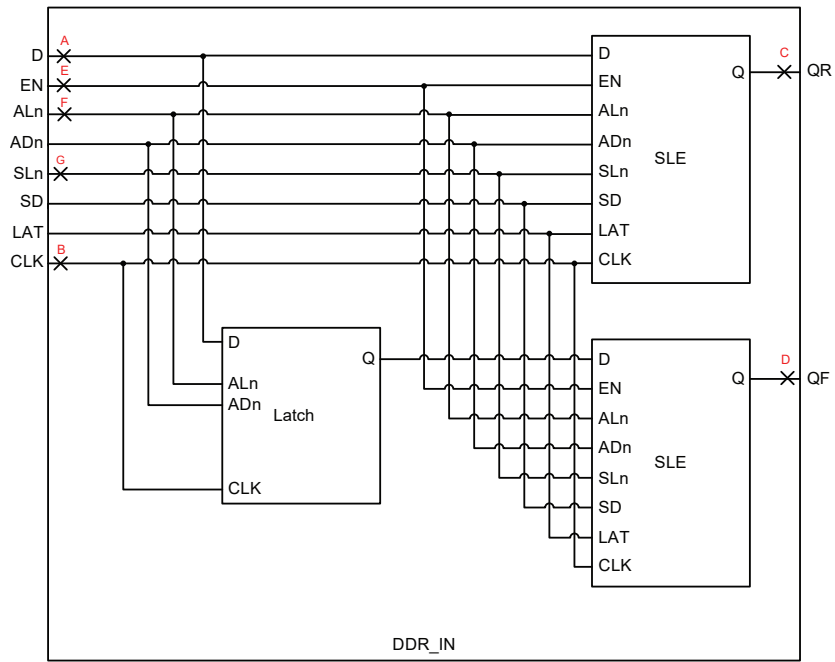 A
D
E
EN
F
ALn
ADn
G
SLn
SD
LAT
B
CLK
D
EN
ALn
ADn
SLn
SD
LAT
CLK
SLE
Q
C
QR
D
ALn
ADn
CLK
Latch
Q
D
EN
ALn
ADn
SLn
SD
LAT
CLK
SLE
Q
D
QF
DDR_IN